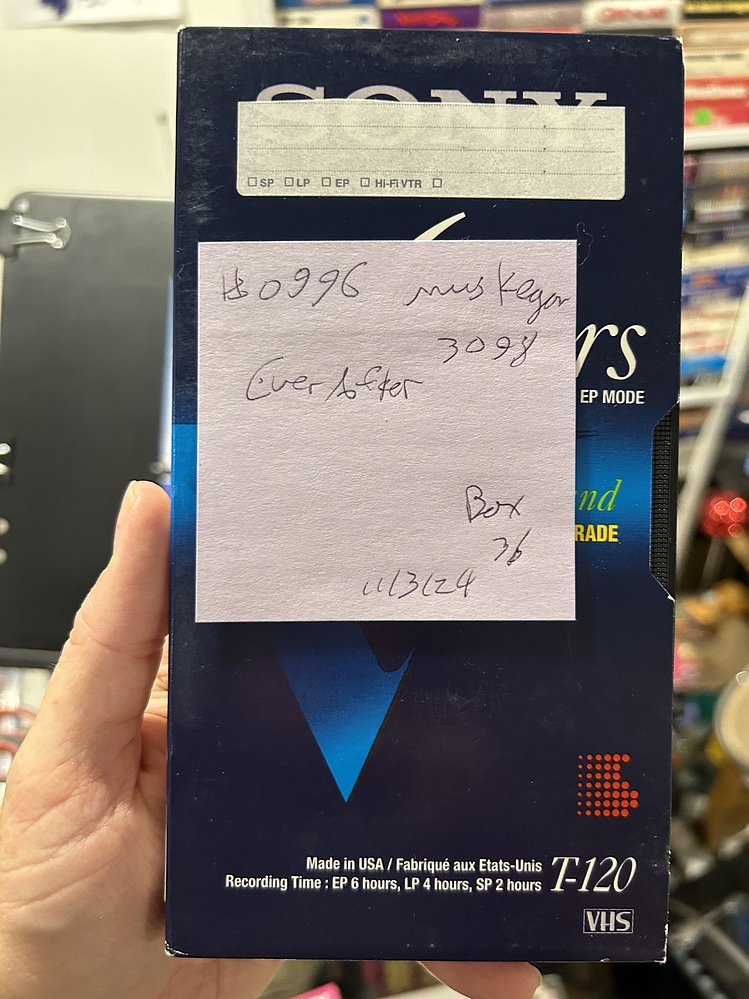 SONY
SP LP EP Hi-Fi VTR
#0996 muskegon
3098
Ever After
rs
EP MODE
nd
RADE
Box
36
11/3/24
Made in USA / Fabriqué aux Etats-Unis
Recording Time : EP 6 hours, LP 4 hours, SP 2 hours
T-120
VHS